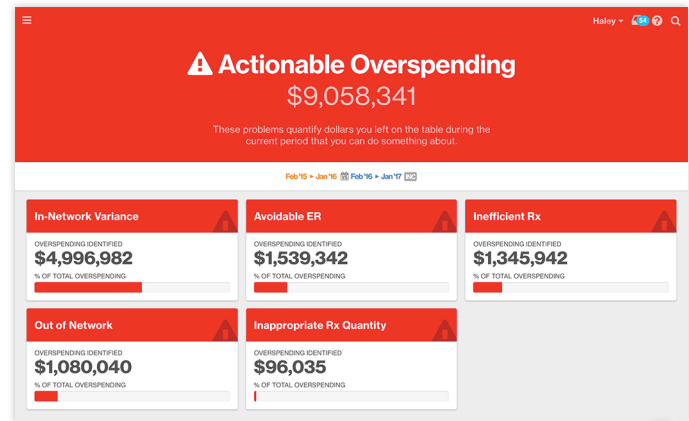 Haley
54
Actionable Overspending
$9,058,341
These problems quantify dollars you left on the table during the
current period that you can do something about.
Feb '15 ▸ Jan '16 Feb '16 ▸ Jan '17 INC
In-Network Variance
OVERSPENDING IDENTIFIED
$4,996,982
% OF TOTAL OVERSPENDING
Avoidable ER
OVERSPENDING IDENTIFIED
$1,539,342
% OF TOTAL OVERSPENDING
Inefficient Rx
OVERSPENDING IDENTIFIED
$1,345,942
% OF TOTAL OVERSPENDING
Out of Network
OVERSPENDING IDENTIFIED
$1,080,040
% OF TOTAL OVERSPENDING
Inappropriate Rx Quantity
OVERSPENDING IDENTIFIED
$96,035
% OF TOTAL OVERSPENDING